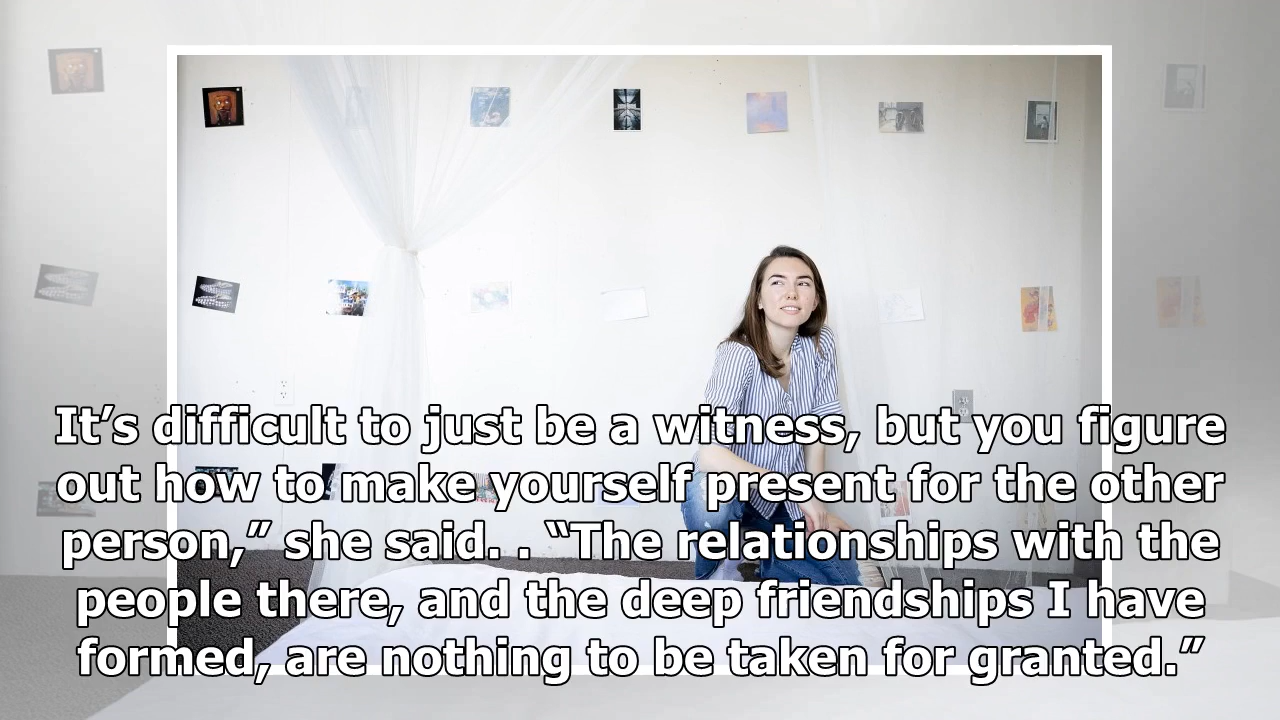 It’s difficult to just be a witness, but you figure
out how to make yourself present for the other
person,” she said. . “The relationships with the
people there, and the deep friendships I have
formed, are nothing to be taken for granted.”